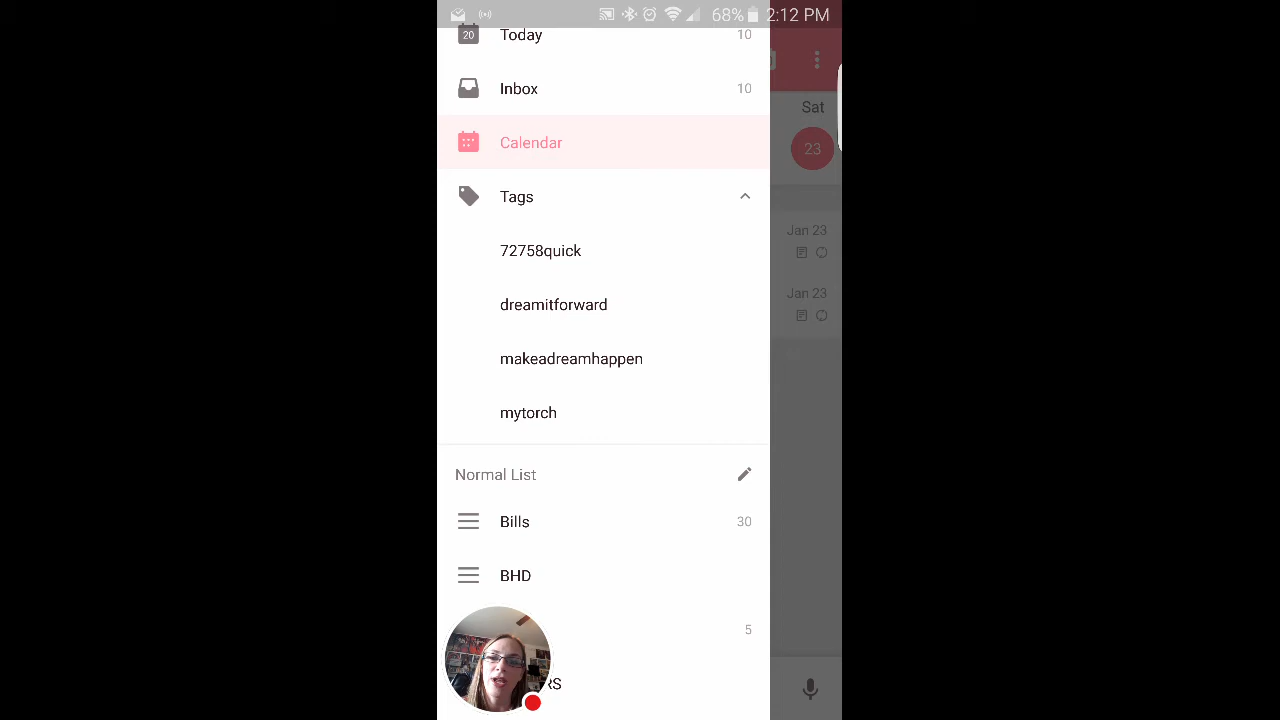 68% 2:12 PM
20 Today 10
Inbox 10
Calendar
Tags
72758quick
dreamitforward
makeadreamhappen
mytorch
Normal List
Bills 30
BHD
5
RS
Sat
23
Jan 23
Jan 23